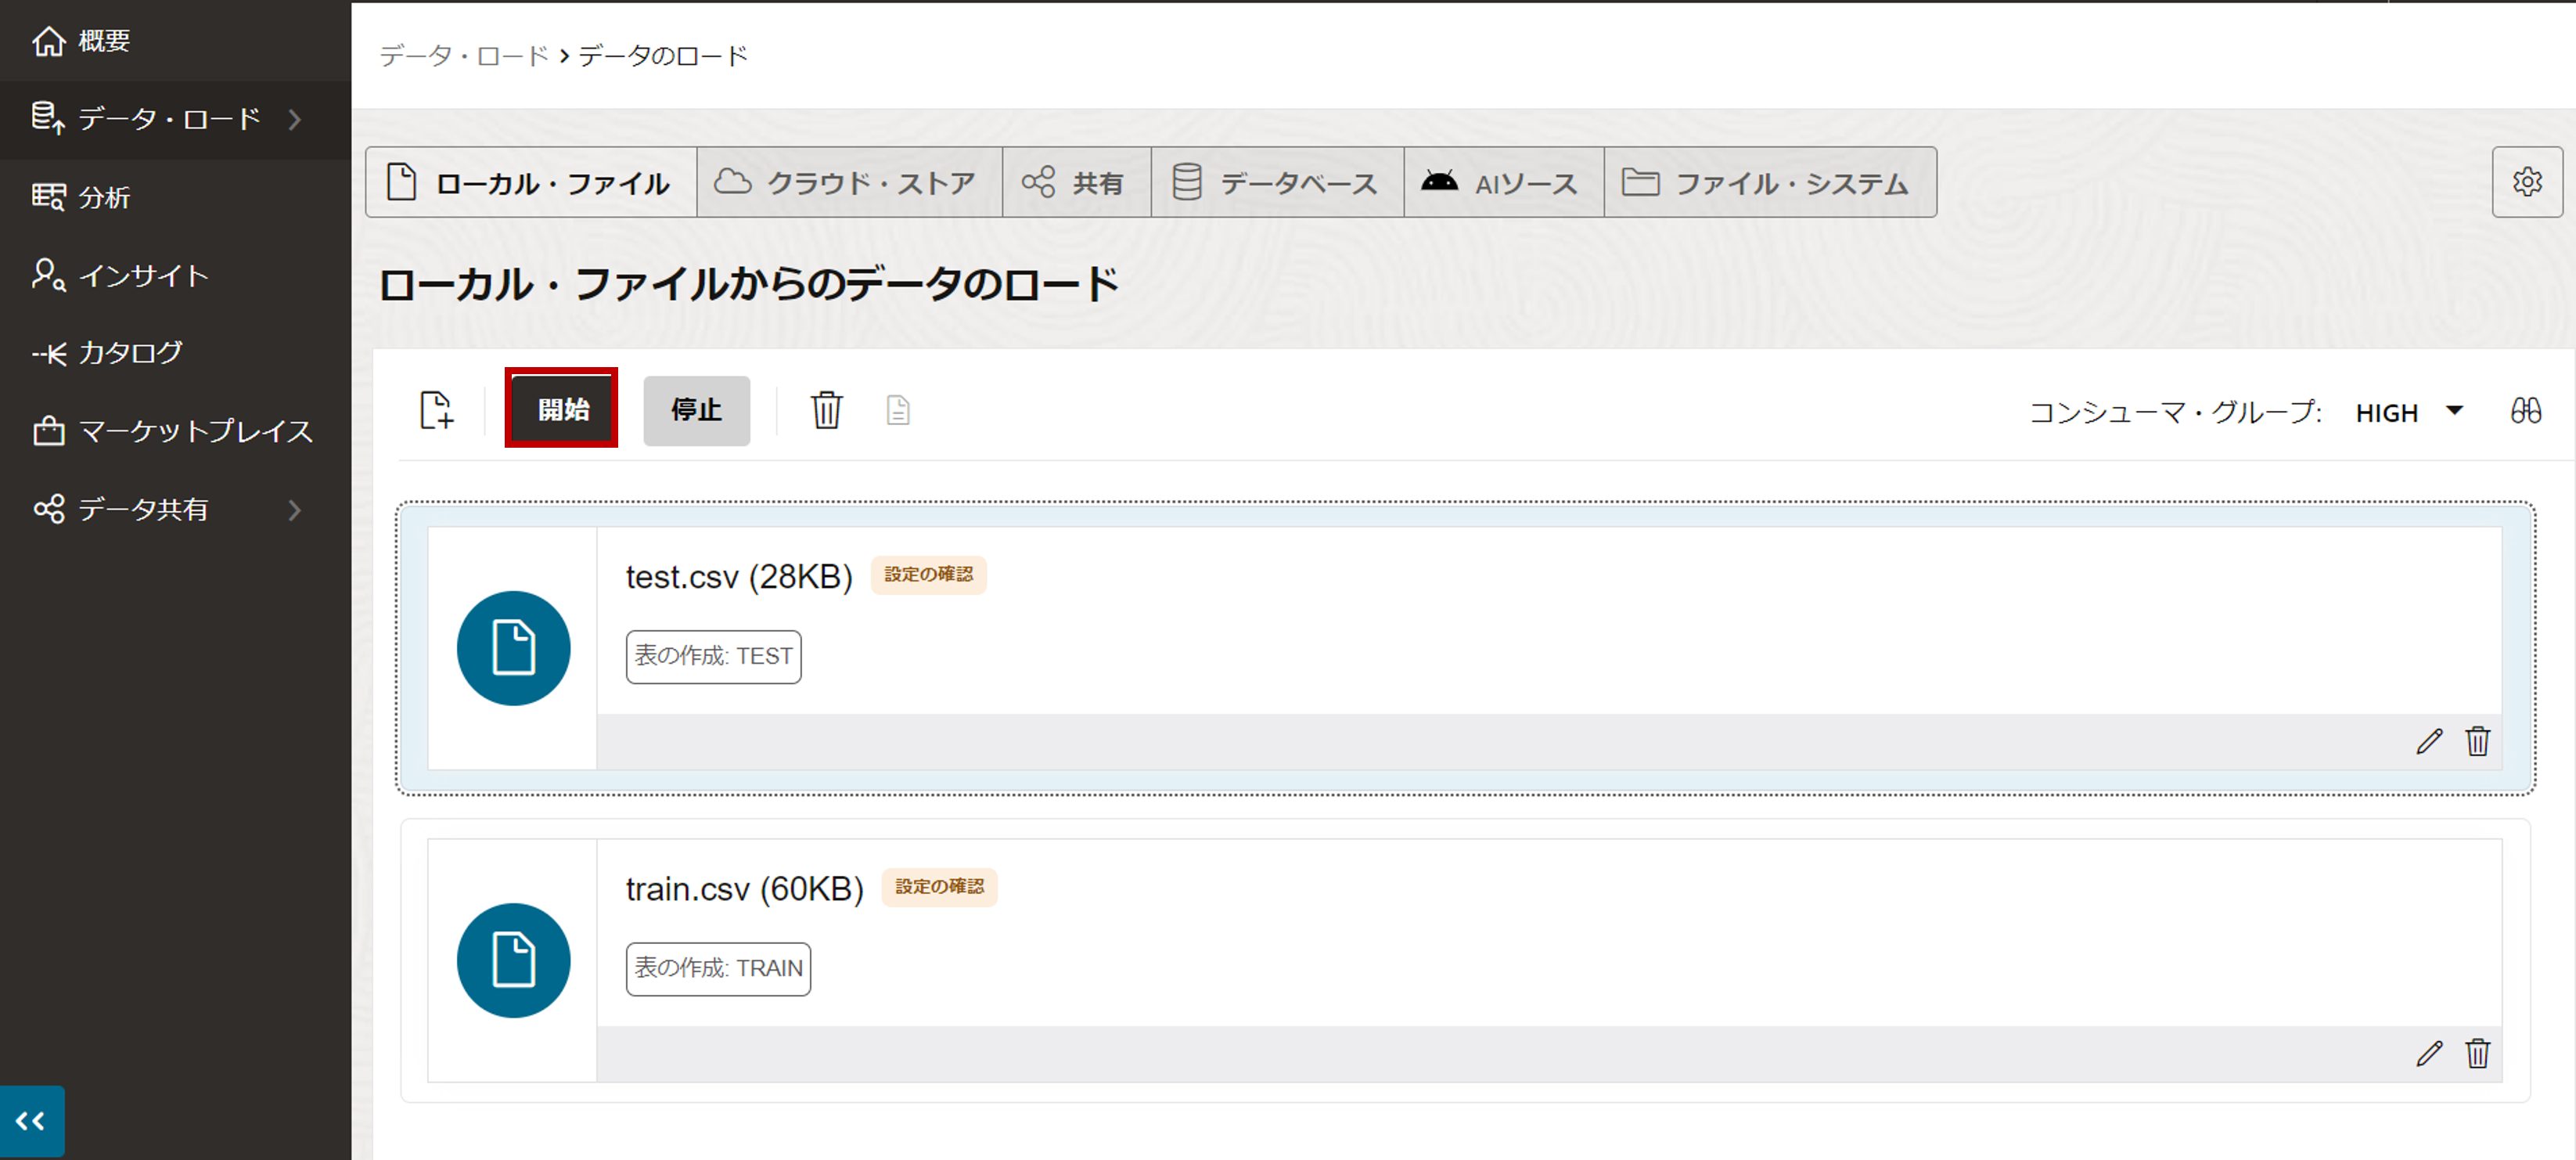 概要
データ・ロード
分析
インサイト
カタログ
マーケットプレイス
データ共有
データ・ロード > データのロード
ローカル・ファイル クラウド・ストア 共有 データベース AIソース ファイル・システム
ローカル・ファイルからのデータのロード
開始 停止 コンシューマ・グループ: HIGH
test.csv (28KB) 設定の確認
表の作成: TEST
train.csv (60KB) 設定の確認
表の作成: TRAIN